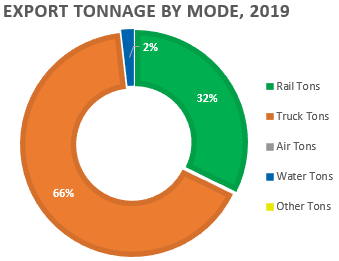 EXPORT TONNAGE BY MODE, 2019
2%
32%
66%
Rail Tons
Truck Tons
Air Tons
Water Tons
Other Tons